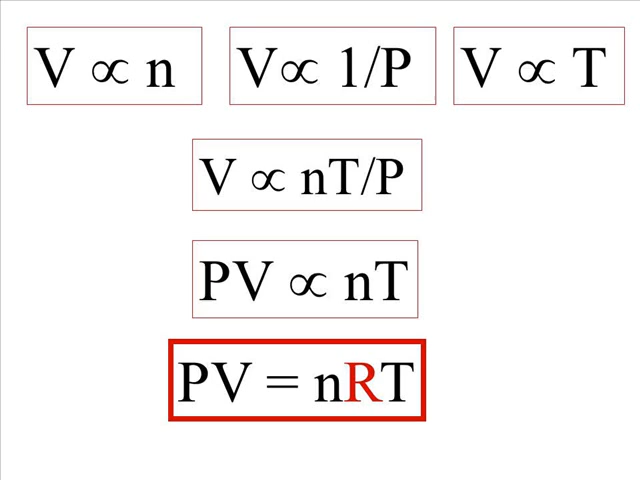 V ∝ n V∝ 1/P V ∝ T
V ∝ nT/P
PV ∝ nT
PV = nRT